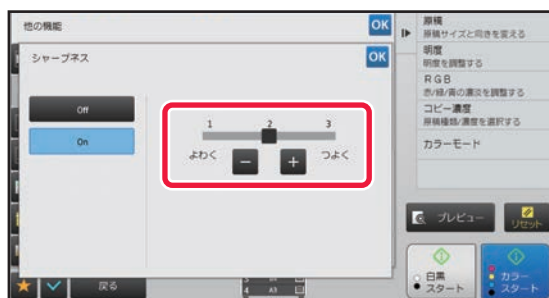 他の機能
OK
シャープネス
OK
Off
On
1 2 3
よわく － ＋ つよく
戻る
A3
原稿
原稿サイズと向きを変える
明度
明度を調整する
RGB
赤/緑/青の濃淡を調整する
コピー濃度
原稿種類/濃度を選択する
カラーモード
プレビュー
リセット
白黒
スタート
カラー
スタート